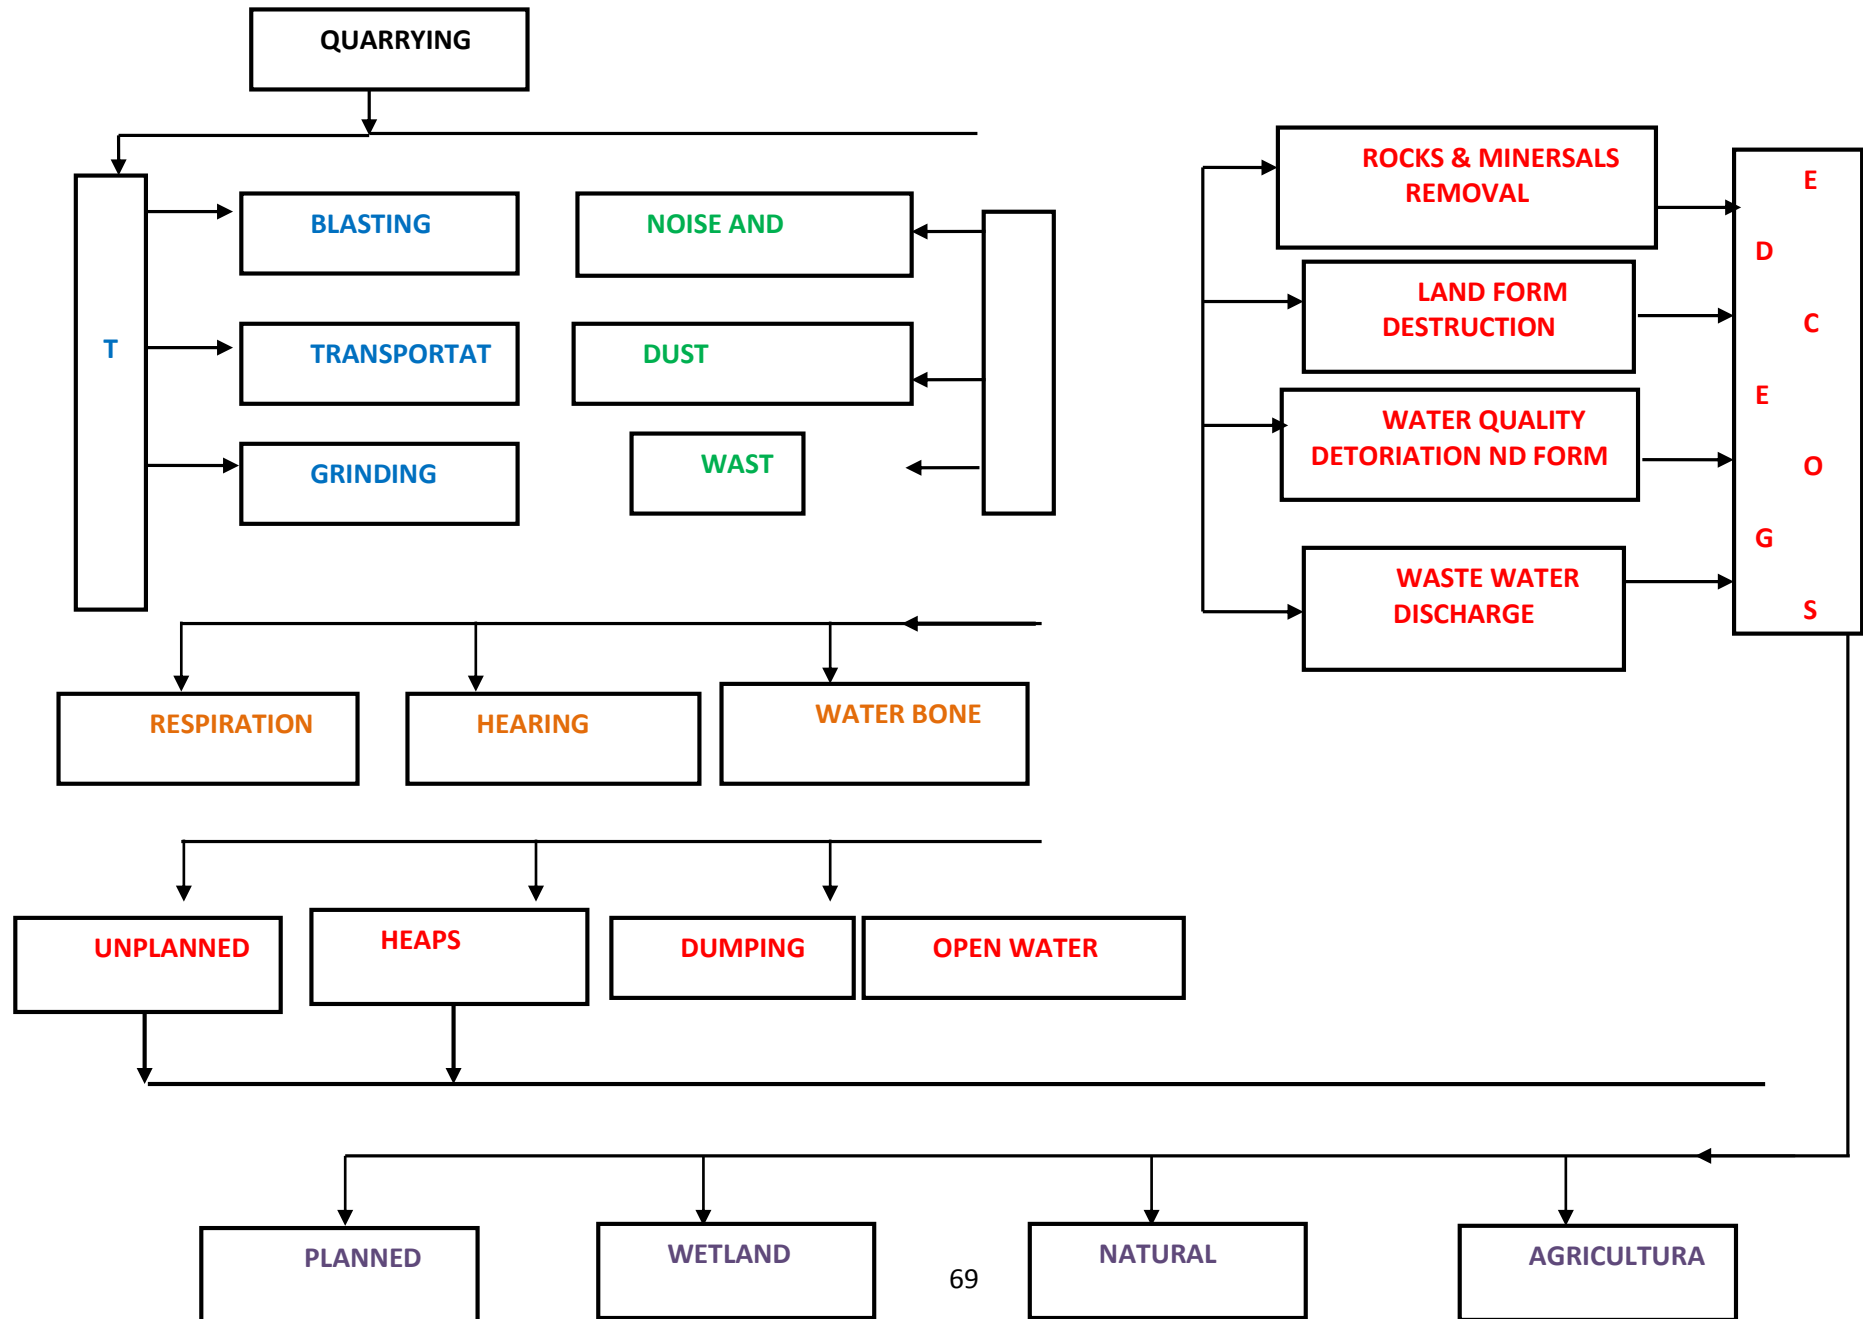 QUARRYING
T
BLASTING
TRANSPORTAT
GRINDING
NOISE AND
DUST
WAST
ROCKS & MINERSALS
REMOVAL
LAND FORM
DESTRUCTION
WATER QUALITY
DETORIATION ND FORM
WASTE WATER
DISCHARGE
E
D
C
E
O
G
S
RESPIRATION
HEARING
WATER BONE
UNPLANNED
HEAPS
DUMPING
OPEN WATER
PLANNED
WETLAND
NATURAL
AGRICULTURA
69